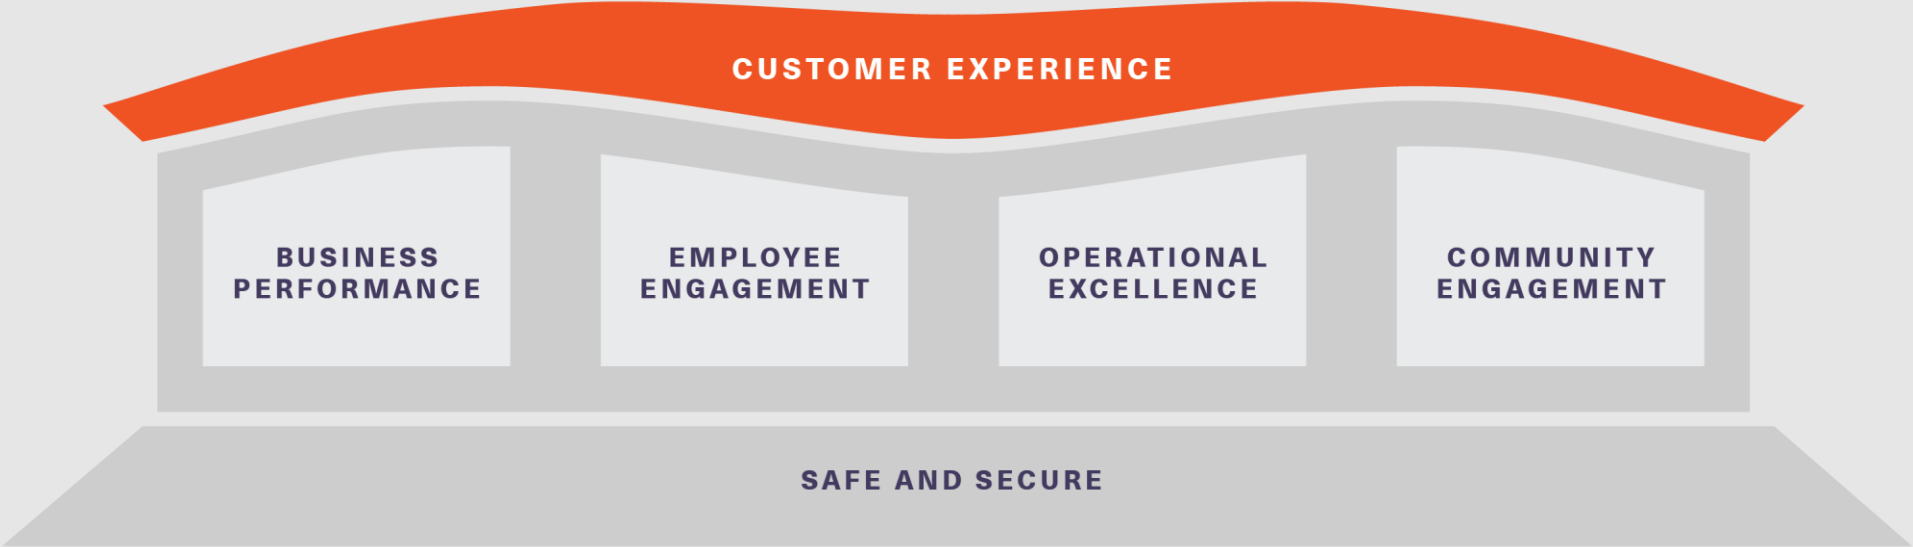 CUSTOMER EXPERIENCE
BUSINESS
PERFORMANCE
EMPLOYEE
ENGAGEMENT
OPERATIONAL
EXCELLENCE
COMMUNITY
ENGAGEMENT
SAFE AND SECURE